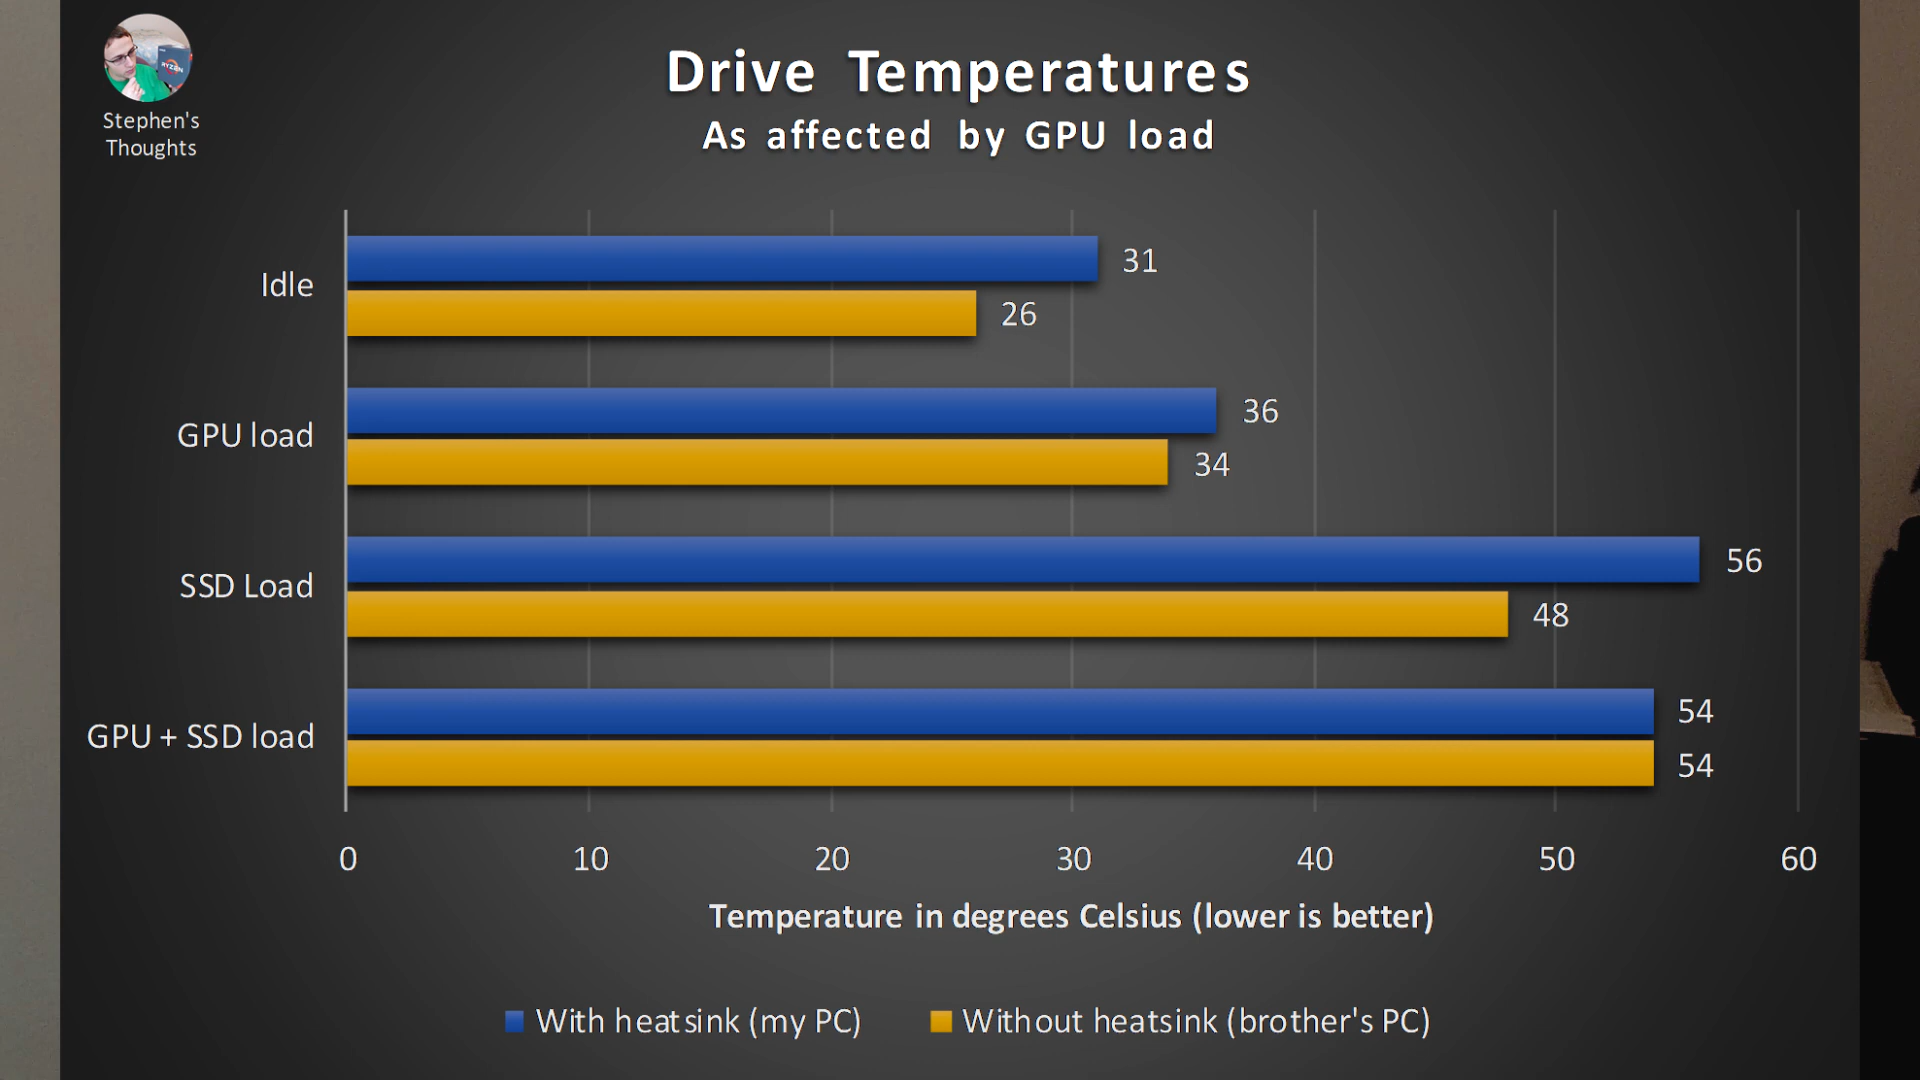 Stephen's
Thoughts
RYZEN
Drive Temperatures
As affected by GPU load
Idle
31
26
GPU load
36
34
SSD Load
56
48
GPU + SSD load
54
54
0 10 20 30 40 50 60
Temperature in degrees Celsius (lower is better)
With heatsink (my PC) Without heatsink (brother's PC)